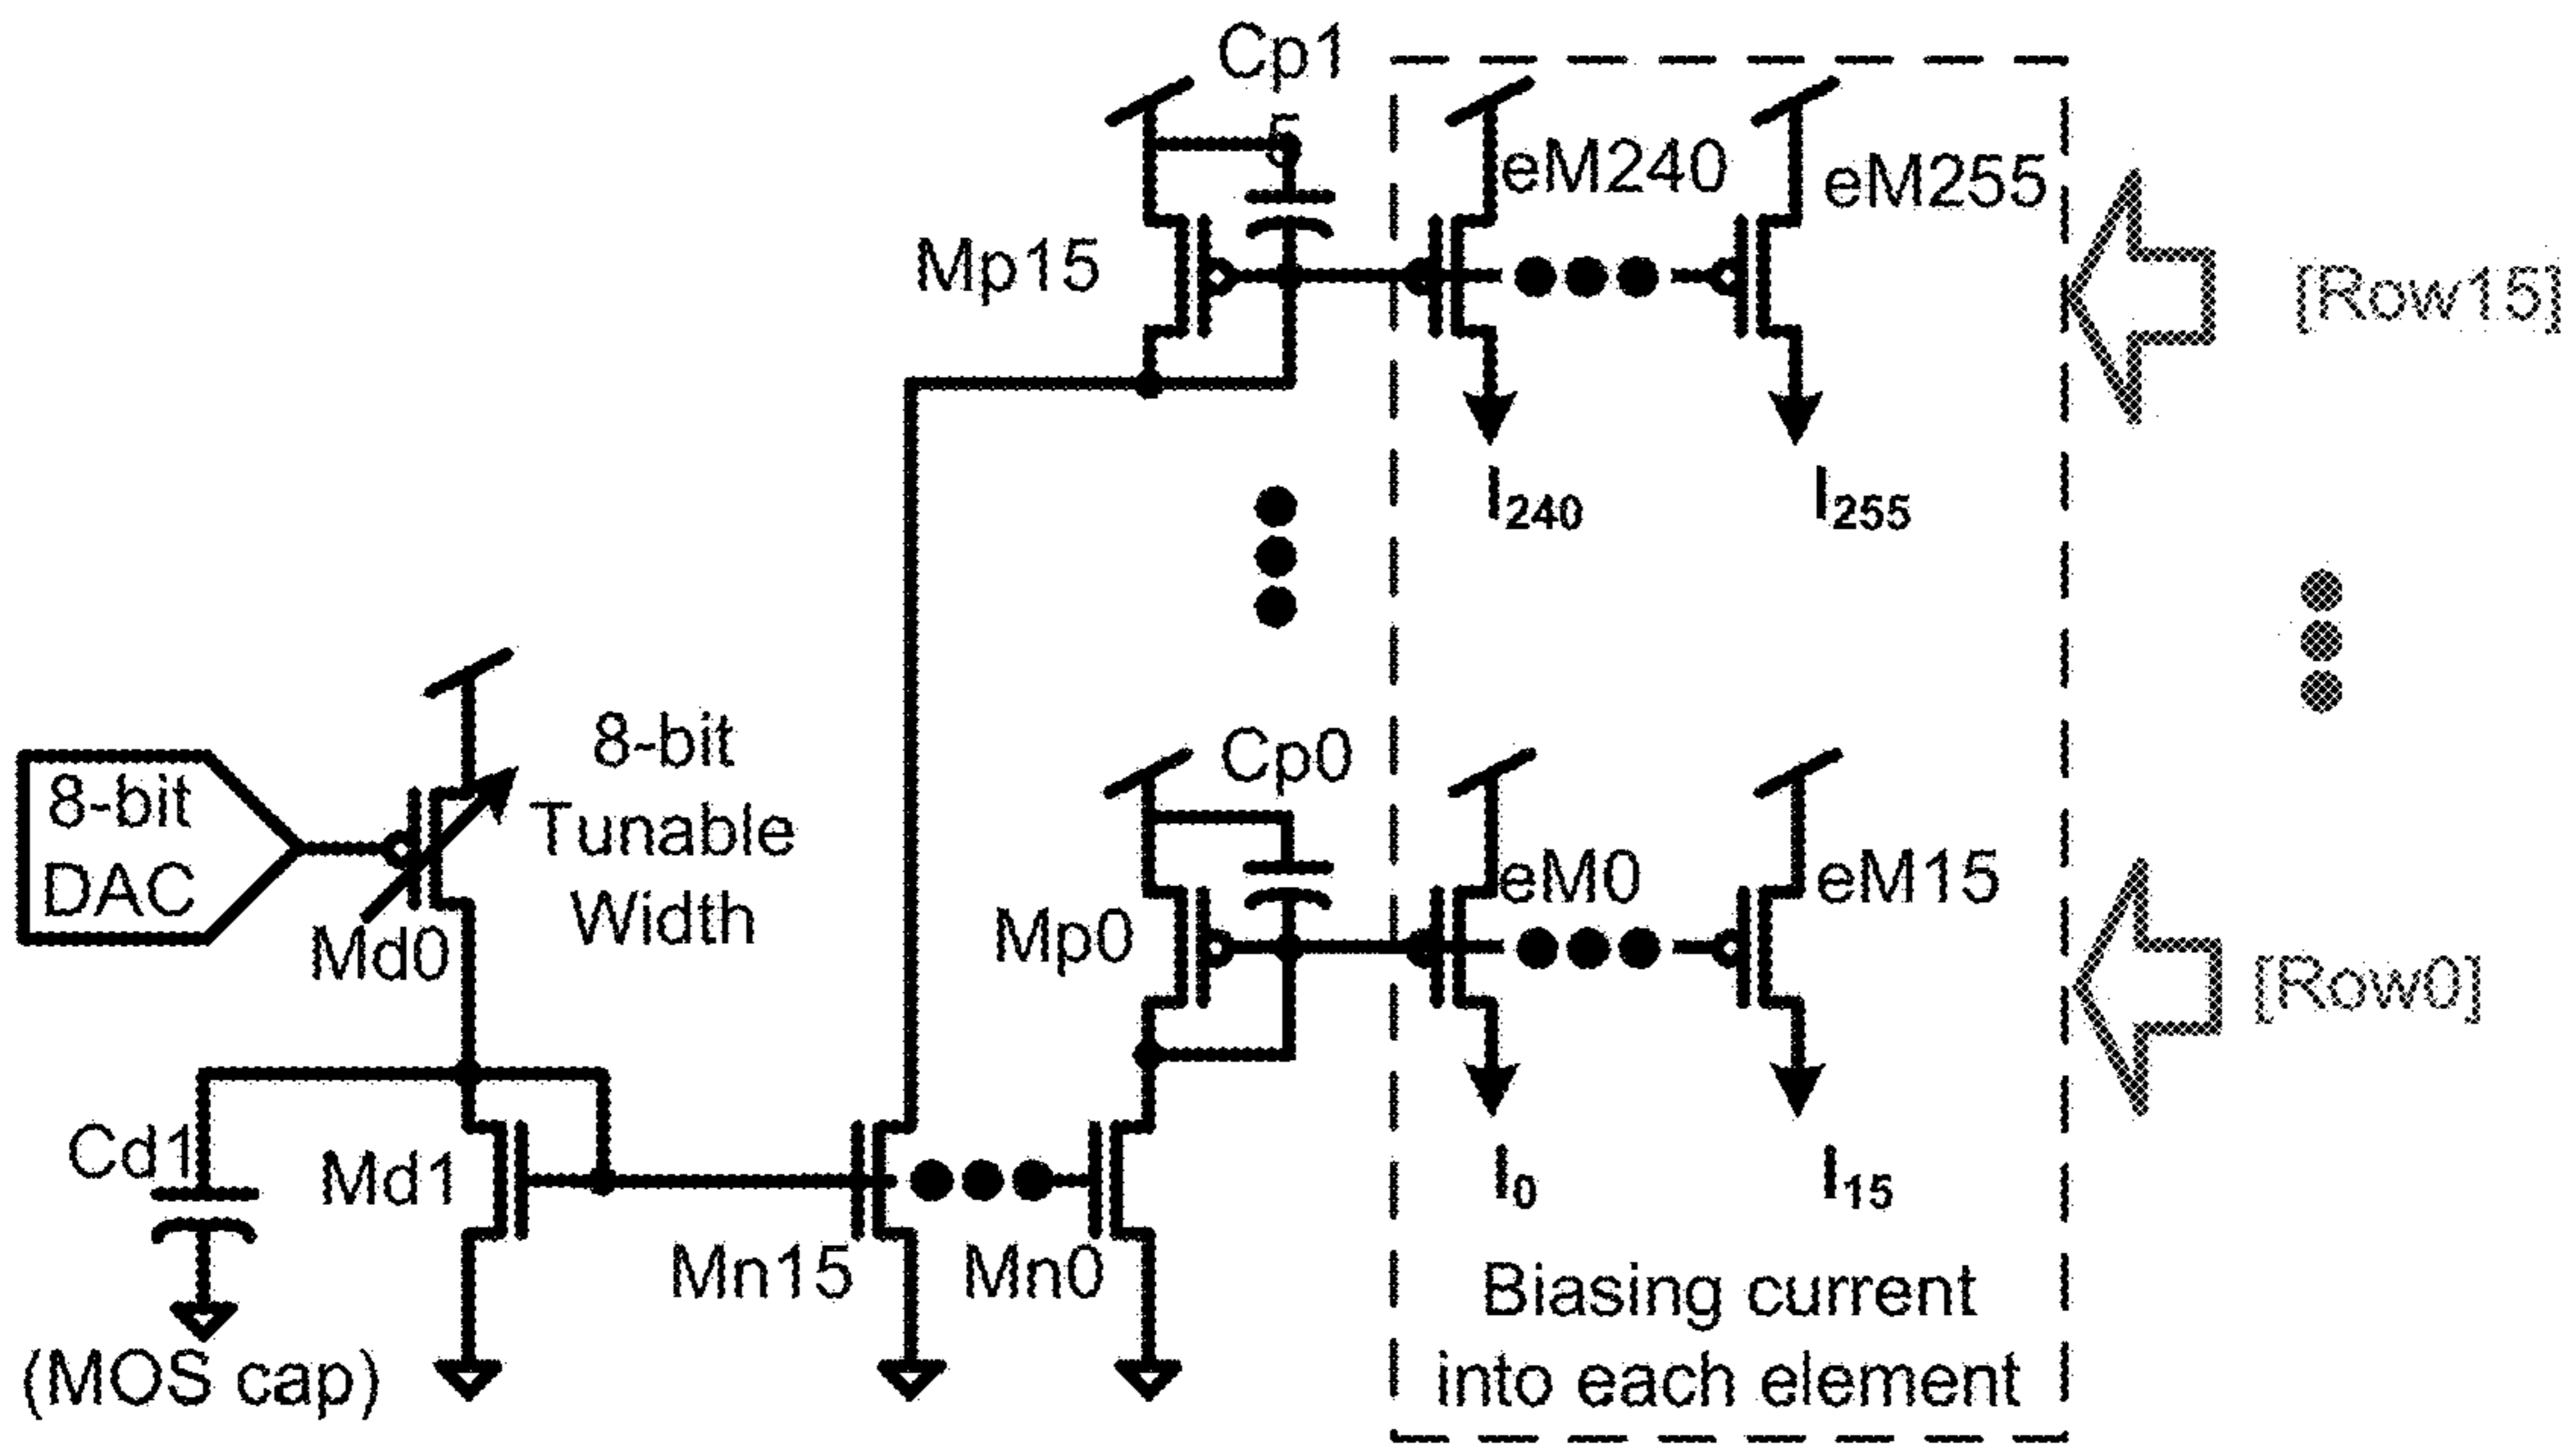 Cp1
5
eM240
eM255
Mp15
[Row15]
I240
I255
8-bit
Tunable
Width
8-bit
DAC
Md0
Cp0
Mp0
eM0
eM15
[Row0]
Cd1
Md1
Mn15
Mn0
I0
I15
(MOS cap)
Biasing current
into each element